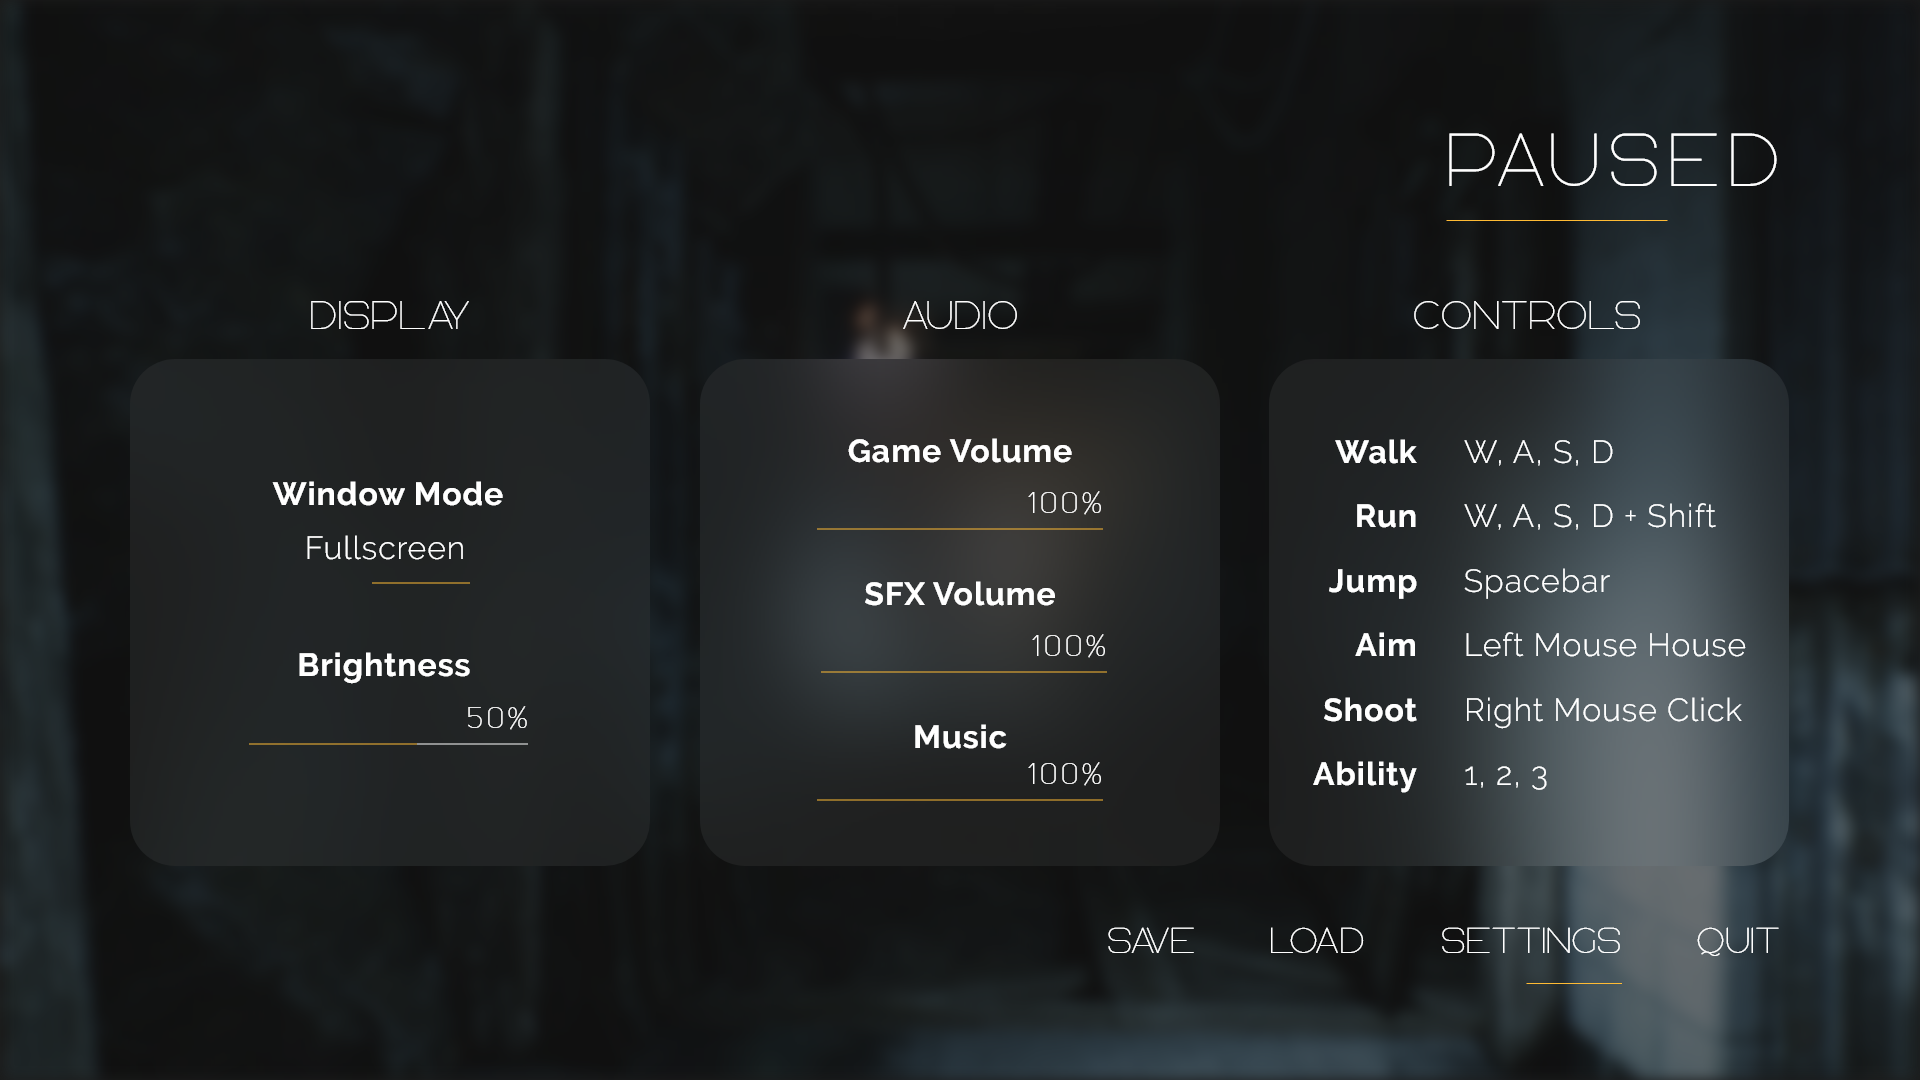 PAUSED
DISPLAY
Window Mode
Fullscreen
Brightness
50%
AUDIO
Game Volume
100%
SFX Volume
100%
Music
100%
CONTROLS
Walk W, A, S, D
Run W, A, S, D + Shift
Jump Spacebar
Aim Left Mouse House
Shoot Right Mouse Click
Ability 1, 2, 3
SAVE LOAD SETTINGS QUIT